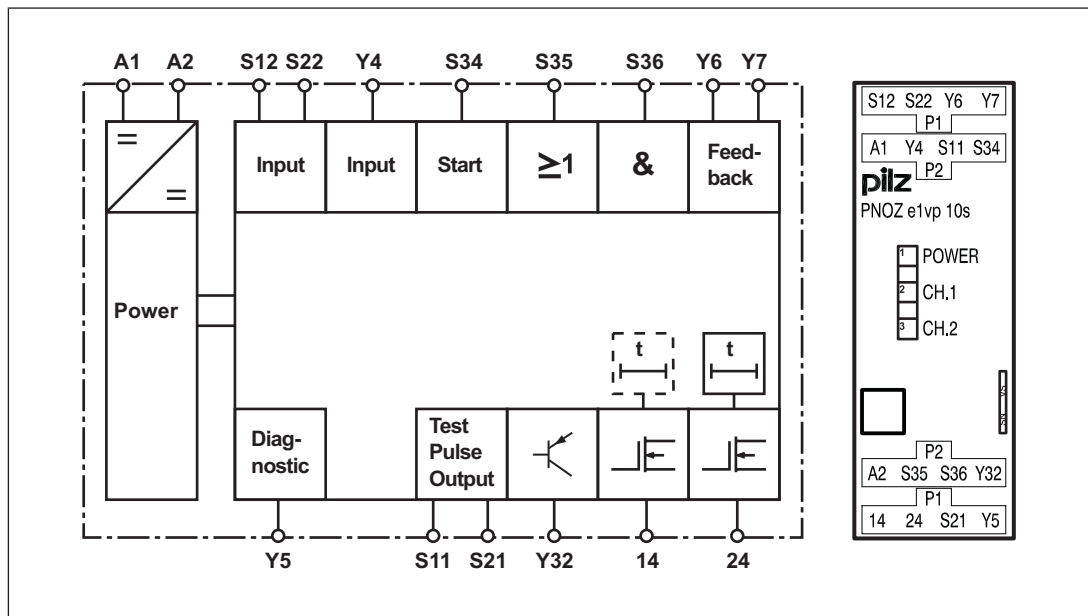 A1 A2 S12 S22 Y4 S34 S35 S36 Y6 Y7
=
=
Input Input Start ≥1 & Feed-
back
Power
t t
Diag-
nostic
Test
Pulse
Output
Y5 S11 S21 Y32 14 24
S12 S22 Y6 Y7
P1
A1 Y4 S11 S34
P2
pilz
PNOZ e1vp 10s
1 POWER
2 CH.1
3 CH.2
P2
A2 S35 S36 Y32
P1
14 24 S21 Y5